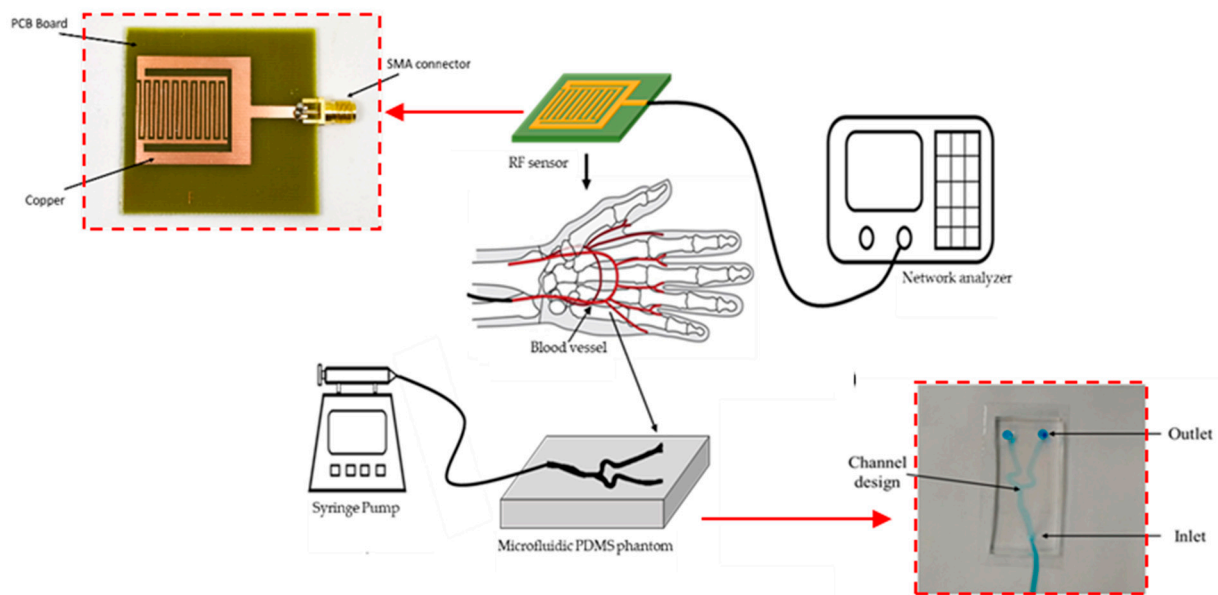 PCB Board
SMA connector
Copper
RF sensor
Network analyzer
Blood vessel
Syringe Pump
Microfluidic PDMS phantom
Outlet
Channel
design
Inlet